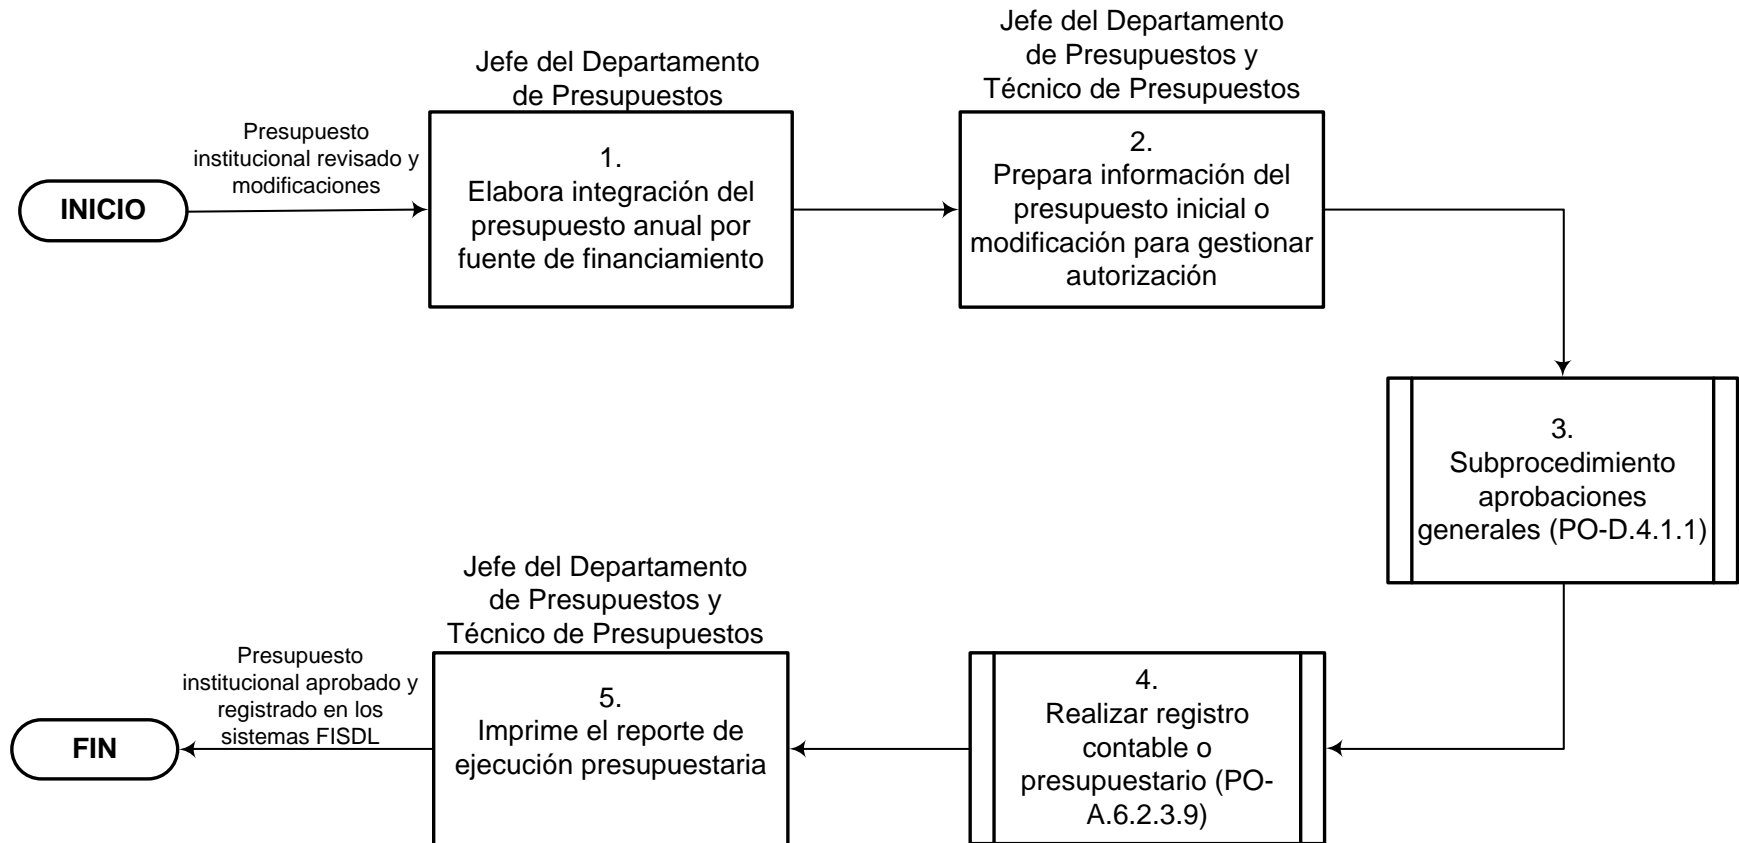 INICIO
Presupuesto
institucional revisado y
modificaciones
Jefe del Departamento
de Presupuestos
1.
Elabora integración del
presupuesto anual por
fuente de financiamiento
Jefe del Departamento
de Presupuestos y
Técnico de Presupuestos
2.
Prepara información del
presupuesto inicial o
modificación para gestionar
autorización
3.
Subprocedimiento
aprobaciones
generales (PO-D.4.1.1)
4.
Realizar registro
contable o
presupuestario (PO-
A.6.2.3.9)
Jefe del Departamento
de Presupuestos y
Técnico de Presupuestos
5.
Imprime el reporte de
ejecución presupuestaria
Presupuesto
institucional aprobado y
registrado en los
sistemas FISDL
FIN